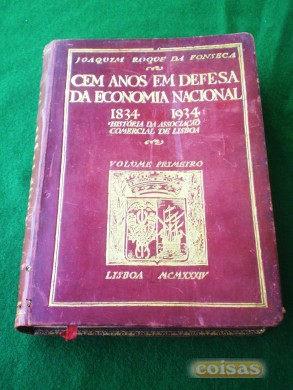 JOAQUIM ROQUE DA FONSECA
CEM ANOS EM DEFESA
DA ECONOMIA NACIONAL
1834 1934
HISTÓRIA DA ASSOCIAÇÃO
COMERCIAL DE LISBOA
VOLUME PRIMEIRO
LISBOA MCMXXXIV
coisas